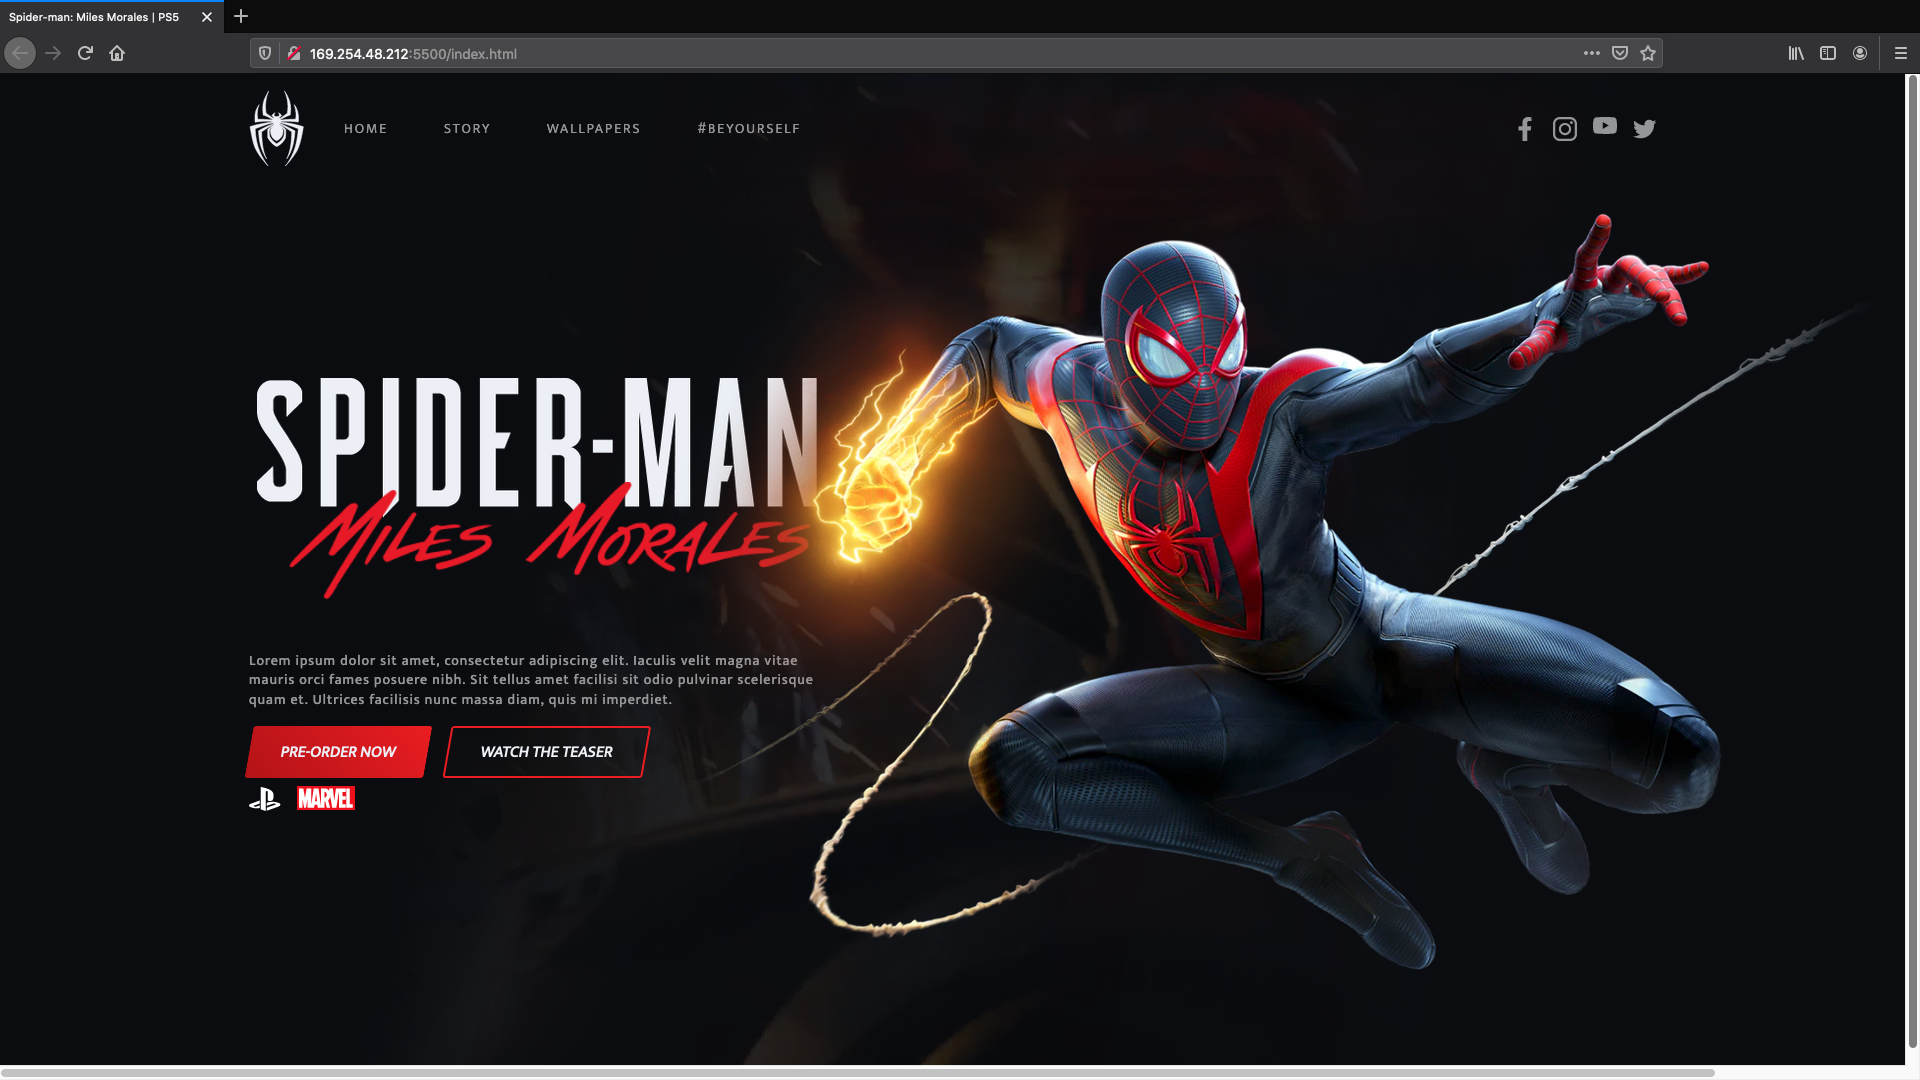 Spider-man: Miles Morales | PS5
169.254.48.212:5500/index.html
HOME STORY WALLPAPERS #BEYOURSELF
SPIDER-MAN
MILES MORALES
Lorem ipsum dolor sit amet, consectetur adipiscing elit. Iaculis velit magna vitae
mauris orci fames posuere nibh. Sit tellus amet facilisi sit odio pulvinar scelerisque
quam et. Ultrices facilisis nunc massa diam, quis mi imperdiet.
PRE-ORDER NOW WATCH THE TEASER
MARVEL